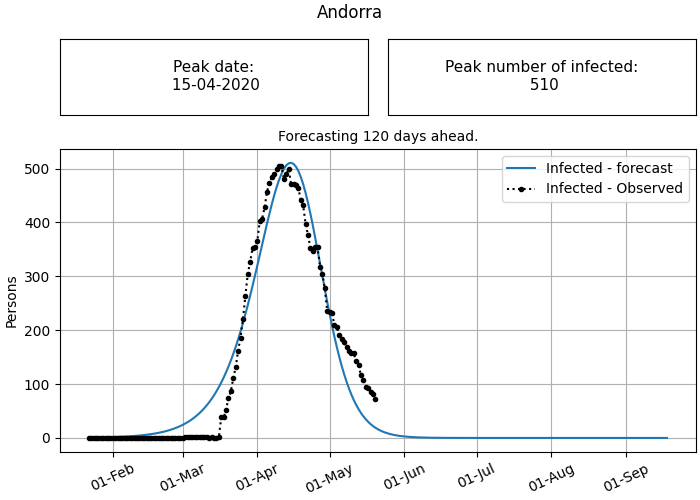 Andorra
Peak date:
15-04-2020
Peak number of infected:
510
Forecasting 120 days ahead.
Infected - forecast
Infected - Observed
Persons
500
400
300
200
100
0
01-Feb
01-Mar
01-Apr
01-May
01-Jun
01-Jul
01-Aug
01-Sep